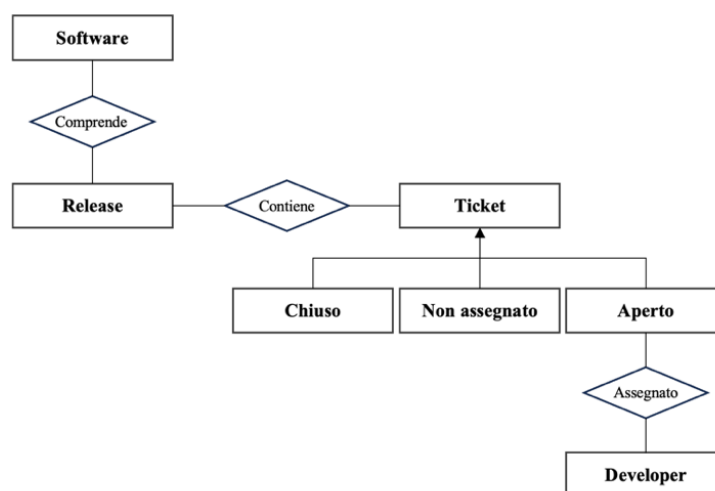 Software
Comprende
Release
Contiene
Ticket
Chiuso
Non assegnato
Aperto
Assegnato
Developer